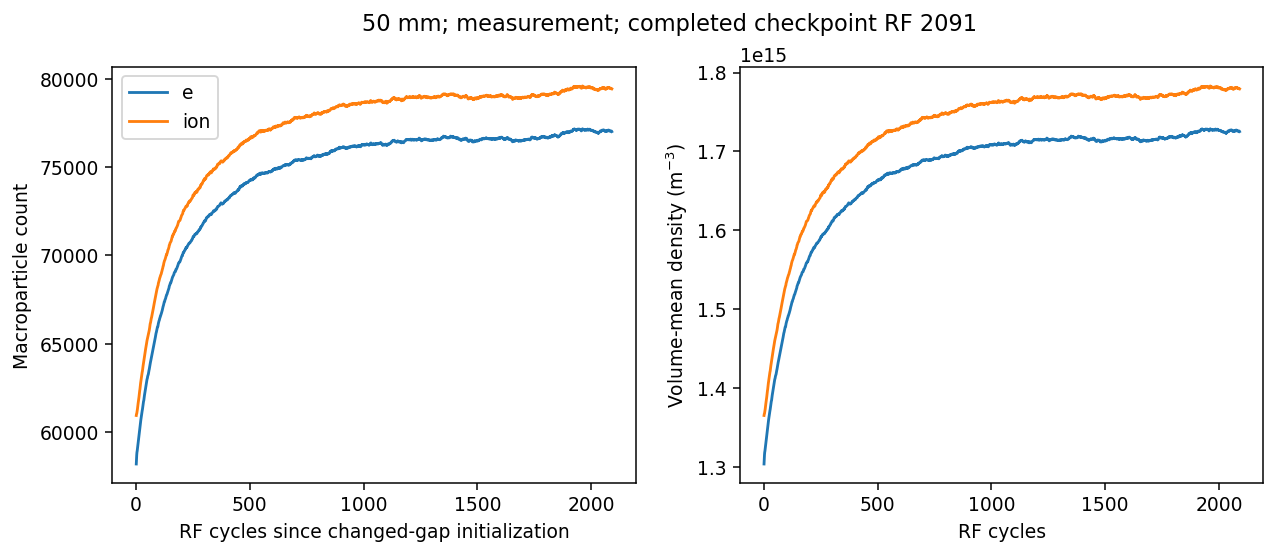 50 mm; measurement; completed checkpoint RF 2091
e
ion
Macroparticle count
80000
75000
70000
65000
60000
0
500
1000
1500
2000
RF cycles since changed-gap initialization
1e15
Volume-mean density (m⁻³)
1.8
1.7
1.6
1.5
1.4
1.3
0
500
1000
1500
2000
RF cycles